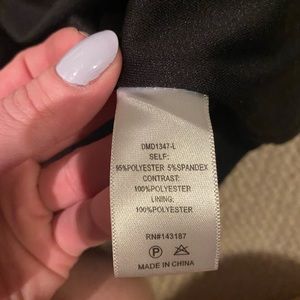 DMD1347-L
SELF:
95%POLYESTER 5%SPANDEX
CONTRAST:
100%POLYESTER
LINING:
100%POLYESTER
RN#143187
P
MADE IN CHINA